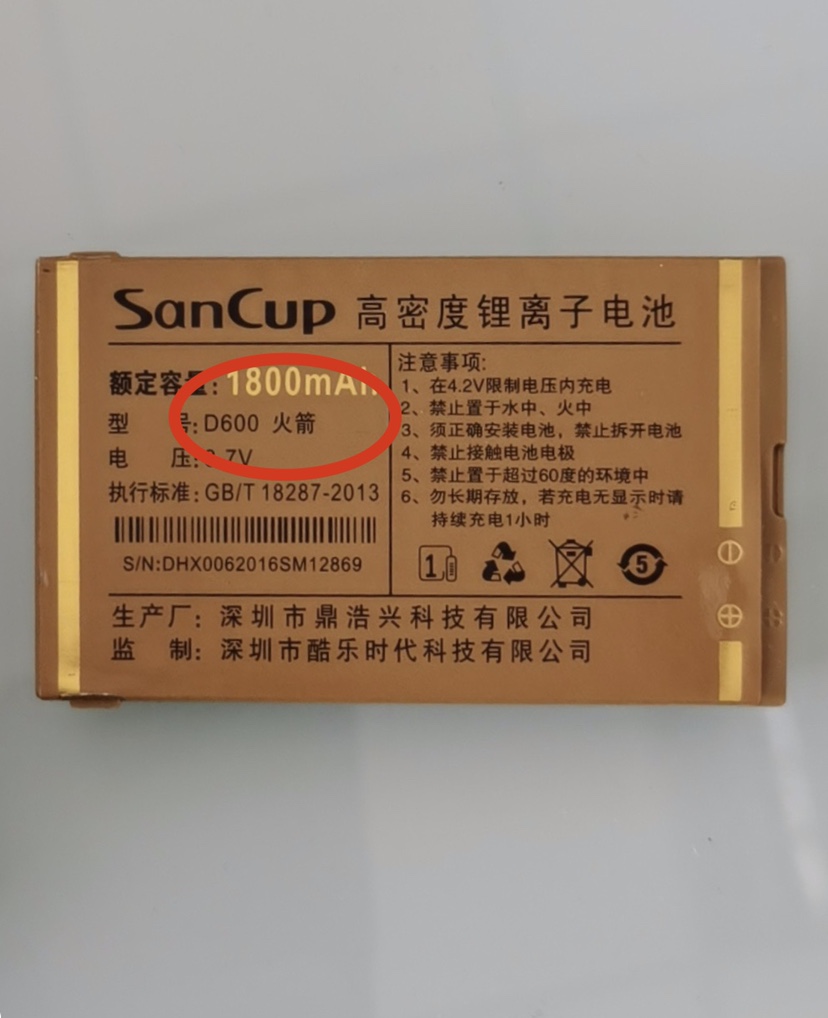 SanCup 高密度锂离子电池
额定容量: 1800mAh
型 号: D600 火箭
电 压: 3.7V
执行标准: GB/T 18287-2013
S/N:DHX0062016SM12869
注意事项:
1、在4.2V限制电压内充电
2、禁止置于水中、火中
3、须正确安装电池，禁止拆开电池
4、禁止接触电池电极
5、禁止置于超过60度的环境中
6、勿长期存放，若充电无显示时请
持续充电1小时
1
5
生产厂: 深圳市鼎浩兴科技有限公司
监 制: 深圳市酷乐时代科技有限公司